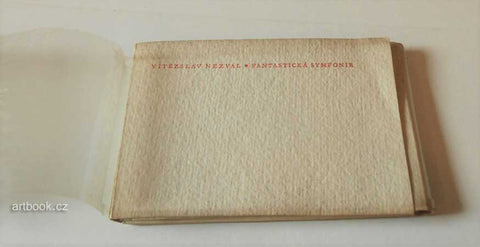 VÍTĚZSLAV NEZVAL • FANTASTICKÁ SYMFONIE
artbook.cz